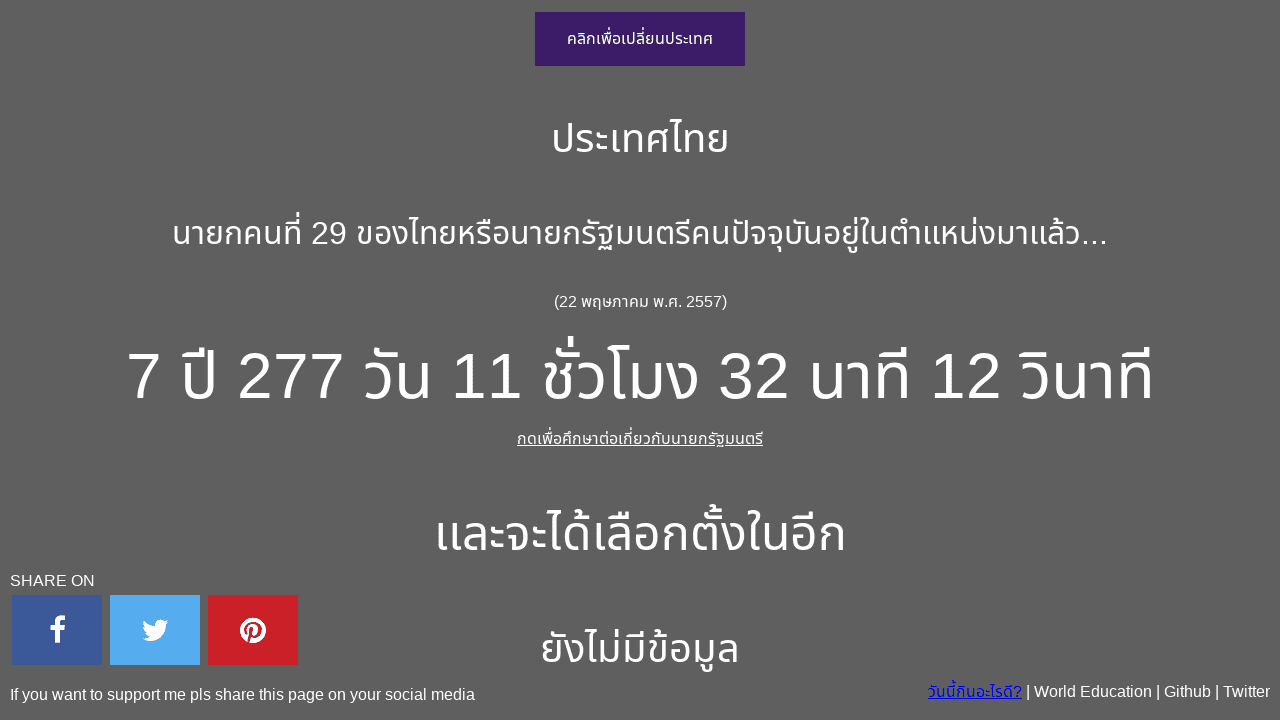 คลิกเพื่อเปลี่ยนประเทศ
ประเทศไทย
นายกคนที่ 29 ของไทยหรือนายกรัฐมนตรีคนปัจจุบันอยู่ในตำแหน่งมาแล้ว...
(22 พฤษภาคม พ.ศ. 2557)
7 ปี 277 วัน 11 ชั่วโมง 32 นาที 12 วินาที
กดเพื่อศึกษาต่อเกี่ยวกับนายกรัฐมนตรี
และจะได้เลือกตั้งในอีก
ยังไม่มีข้อมูล
SHARE ON
If you want to support me pls share this page on your social media
วันนี้กินอะไรดี? | World Education | Github | Twitter